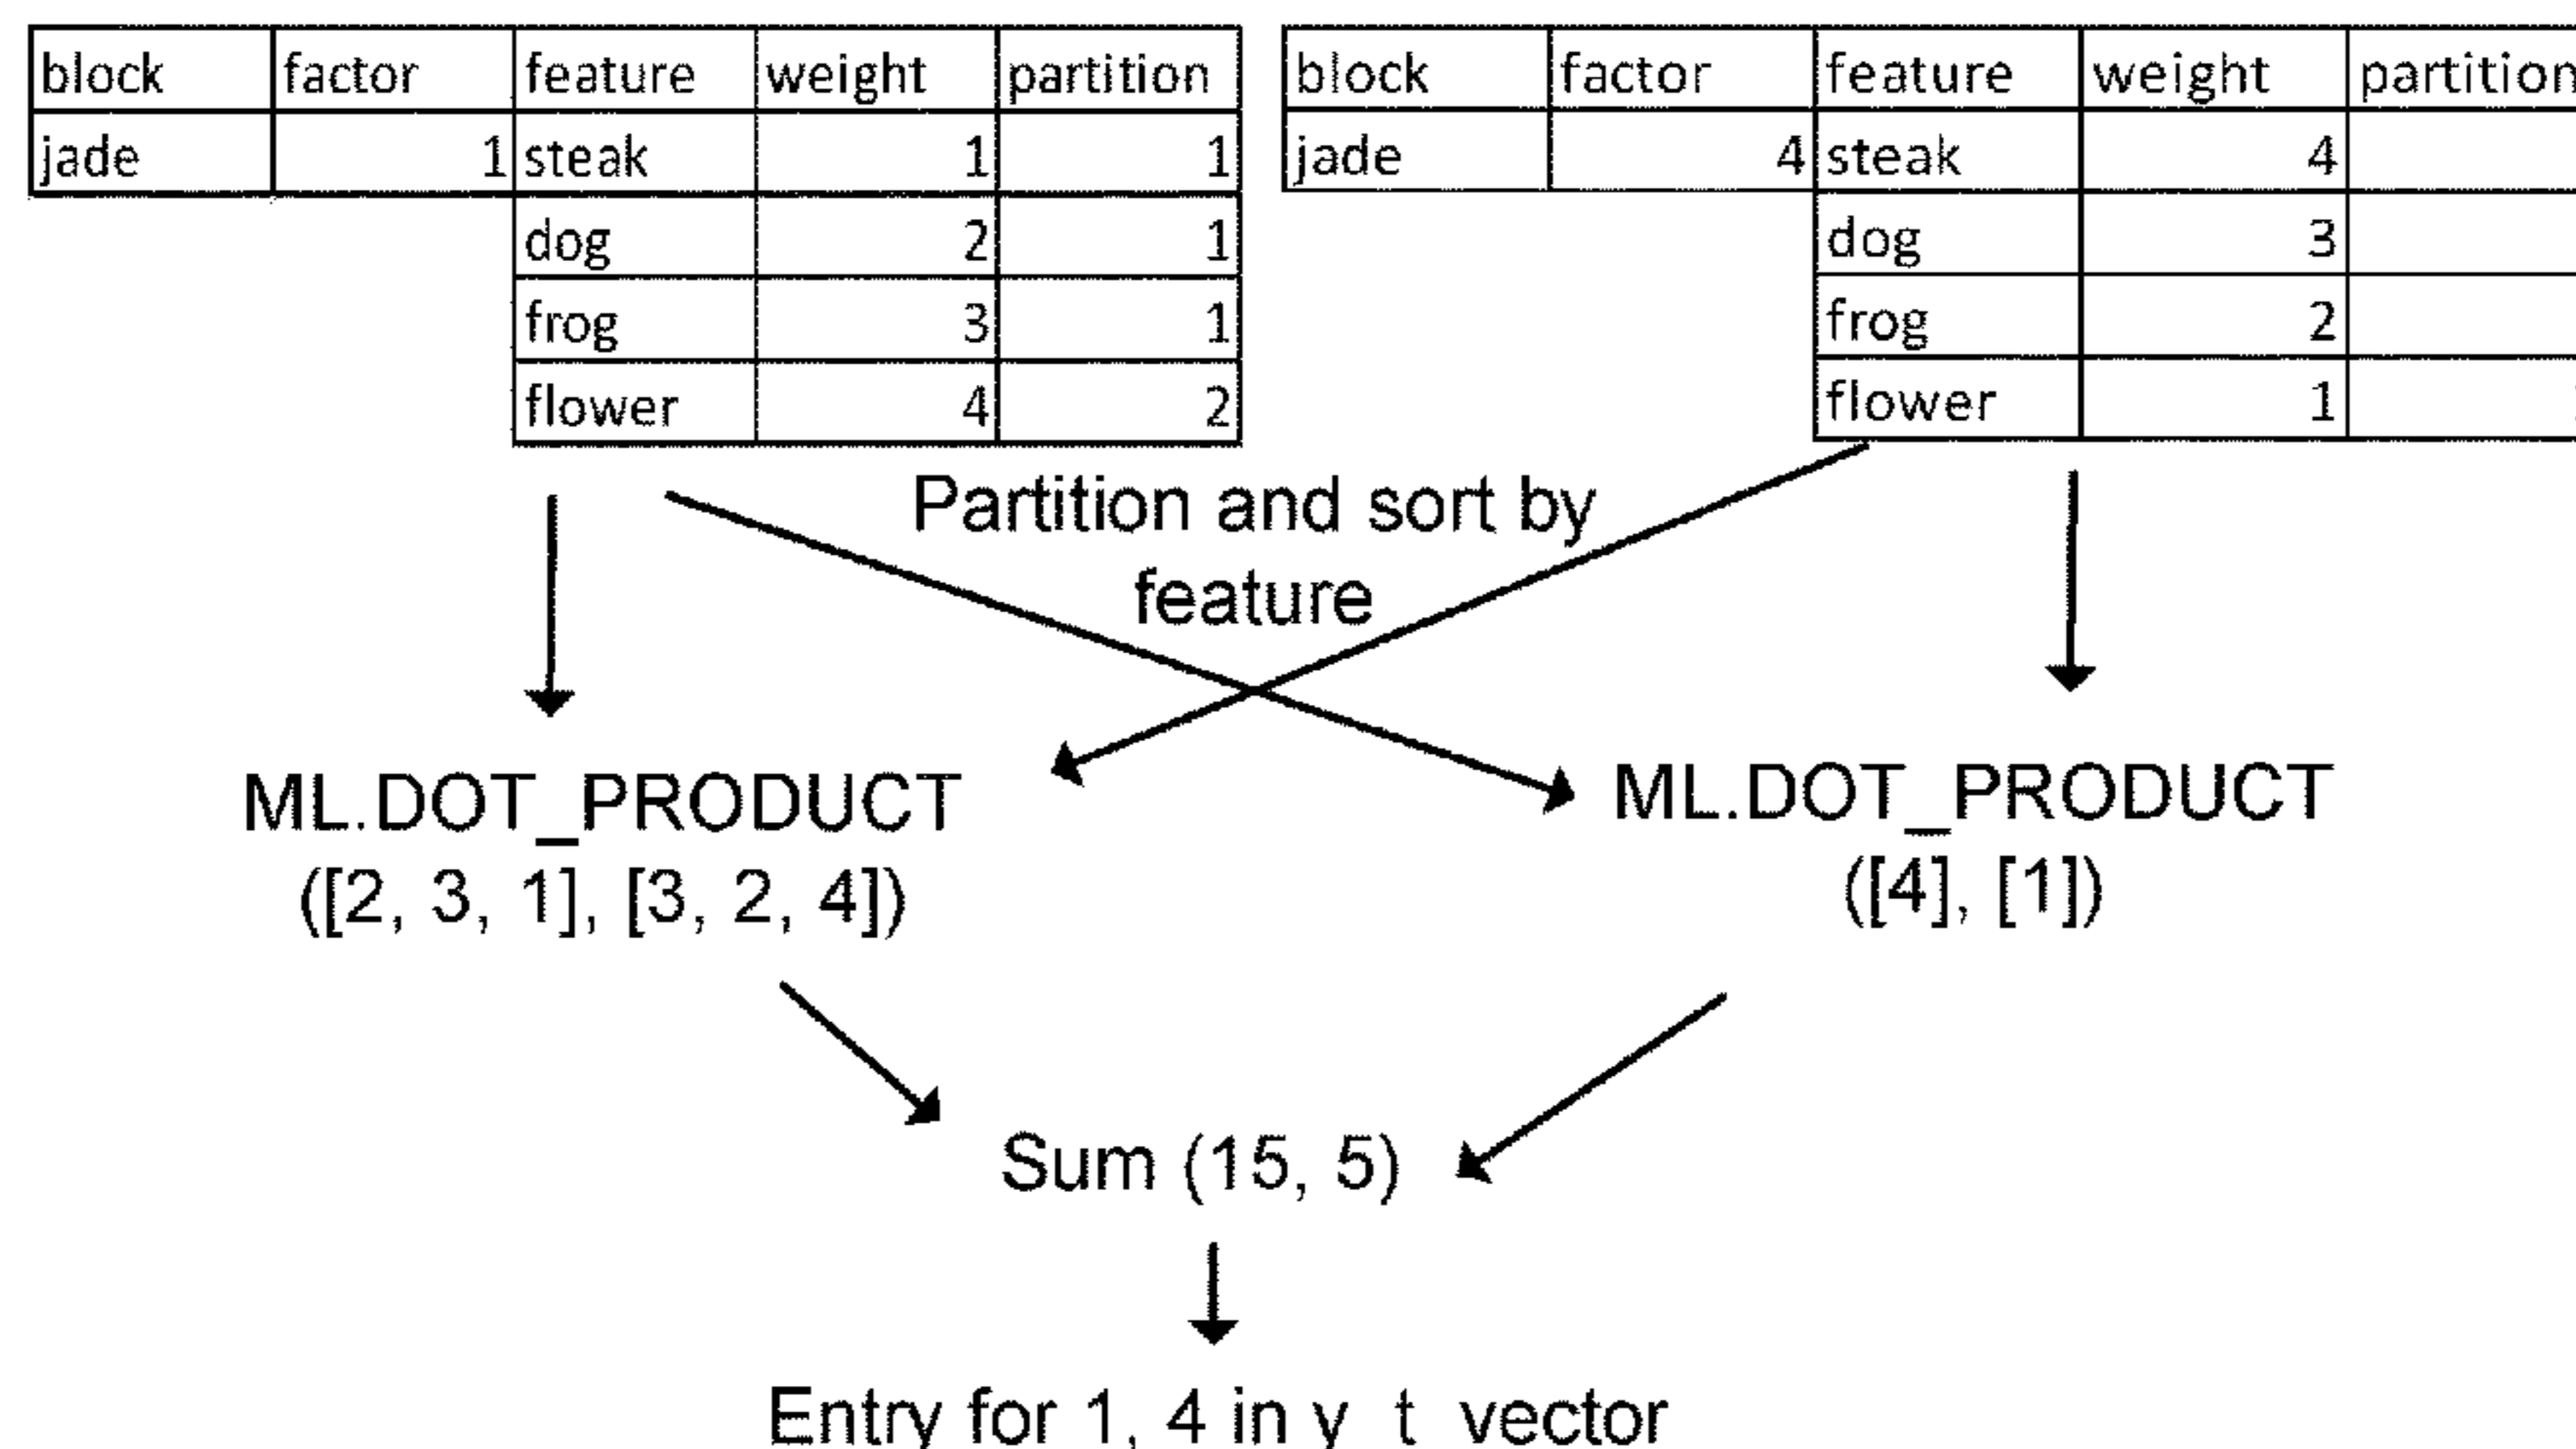 block factor feature weight partition
jade 1 steak 1 1
dog 2 1
frog 3 1
flower 4 2
block factor feature weight partition
jade 4 steak 4
dog 3
frog 2
flower 1
Partition and sort by
feature
ML.DOT_PRODUCT
([2, 3, 1], [3, 2, 4])
ML.DOT_PRODUCT
([4], [1])
Sum (15, 5)
Entry for 1, 4 in y t vector